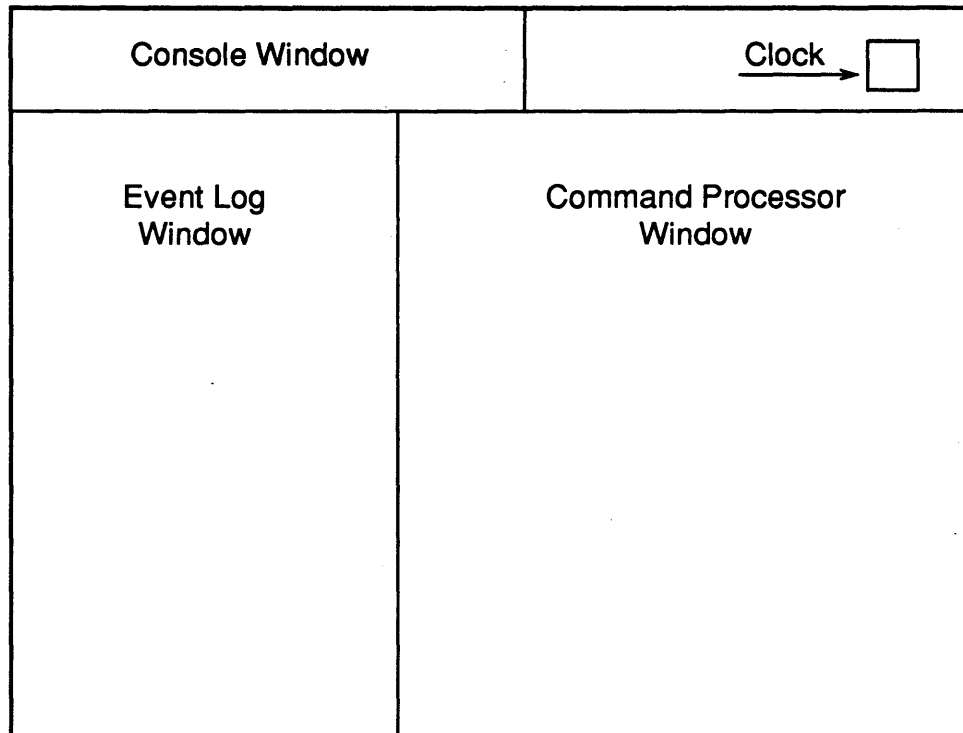 Console Window
Clock
Event Log
Window
Command Processor
Window